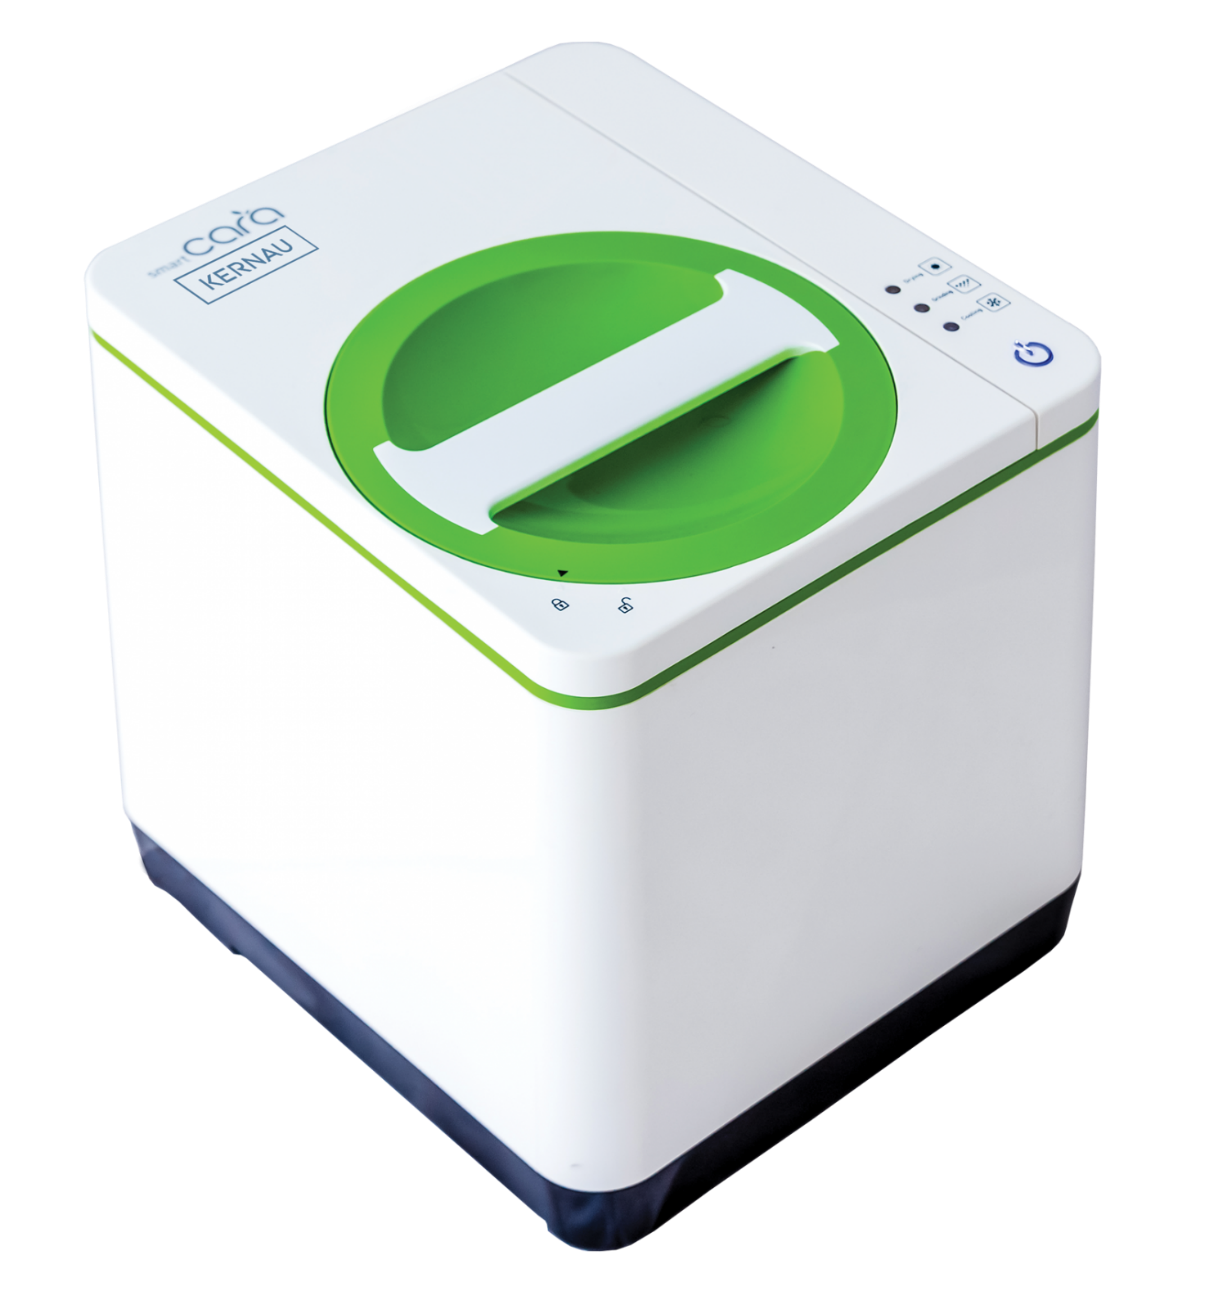 smart cara
KERNAU
Drying
Grinding
Cooling